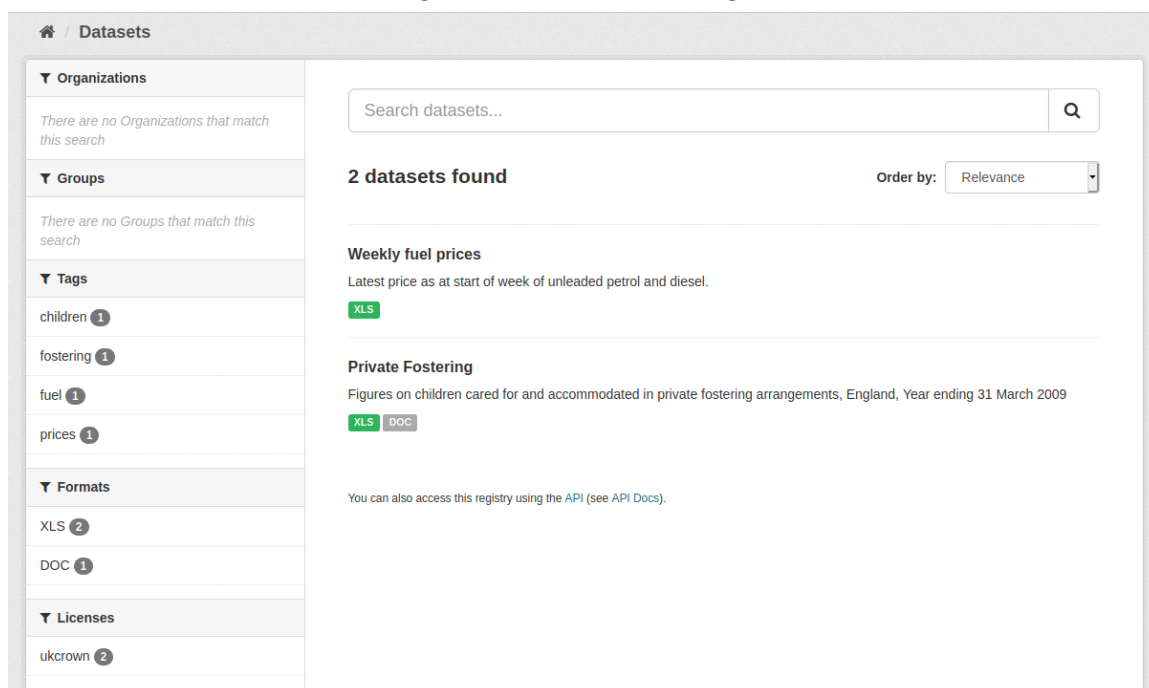 / Datasets
Organizations
There are no Organizations that match
this search
Groups
There are no Groups that match this
search
Tags
children 1
fostering 1
fuel 1
prices 1
Formats
XLS 2
DOC 1
Licenses
ukcrown 2
Search datasets...
2 datasets found
Order by: Relevance
Weekly fuel prices
Latest price as at start of week of unleaded petrol and diesel.
XLS
Private Fostering
Figures on children cared for and accommodated in private fostering arrangements, England, Year ending 31 March 2009
XLS DOC
You can also access this registry using the API (see API Docs).